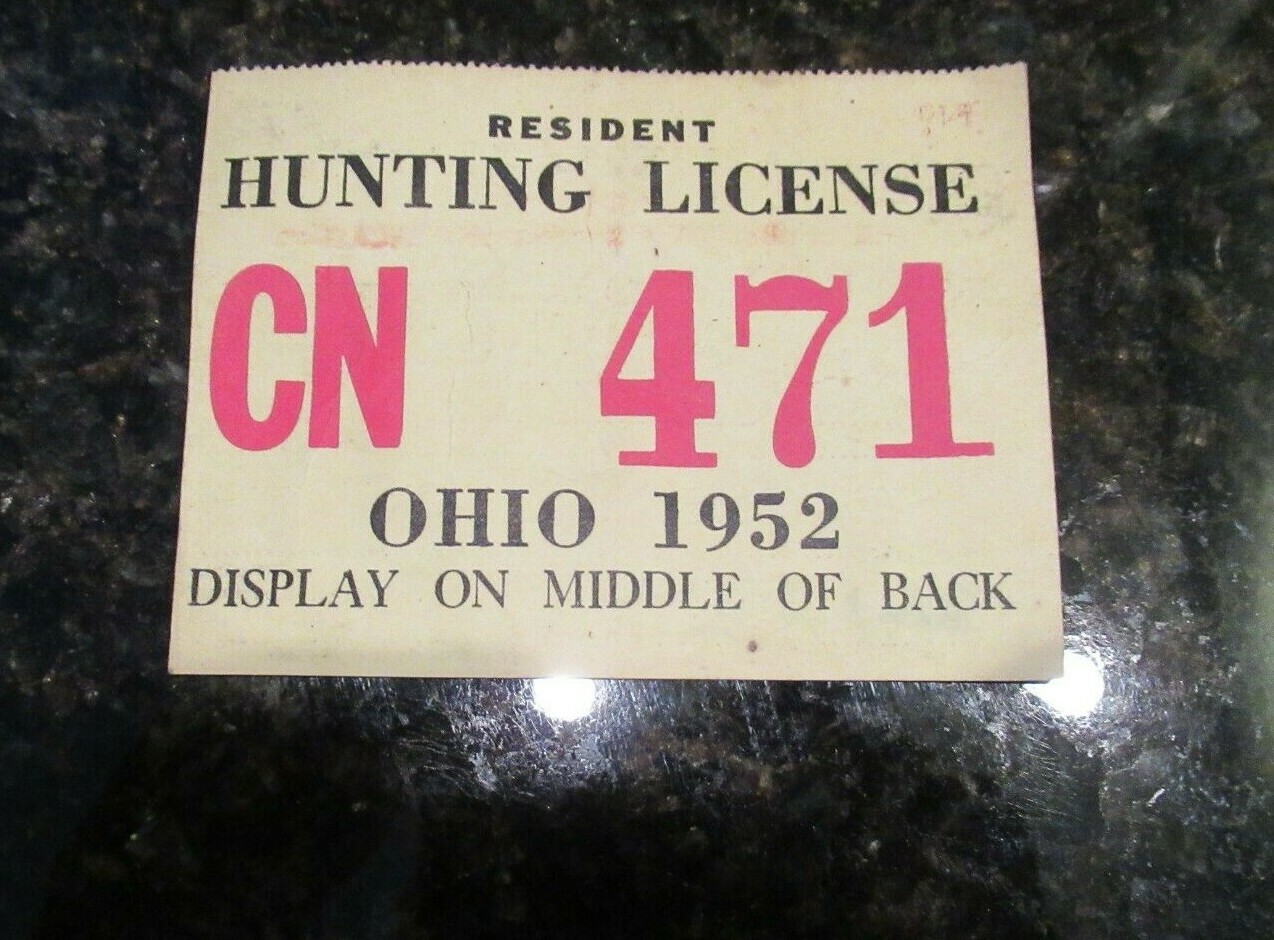 RESIDENT
HUNTING LICENSE
CN 471
OHIO 1952
DISPLAY ON MIDDLE OF BACK